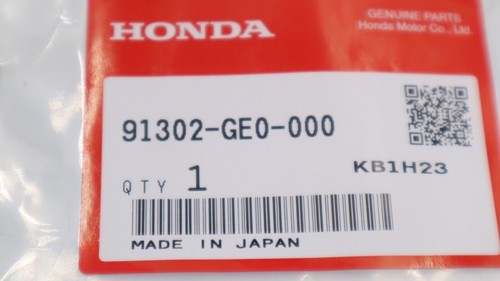 HONDA
GENUINE PARTS
Honda Motor Co., Ltd.
91302-GE0-000
QTY 1
KB1H23
MADE IN JAPAN